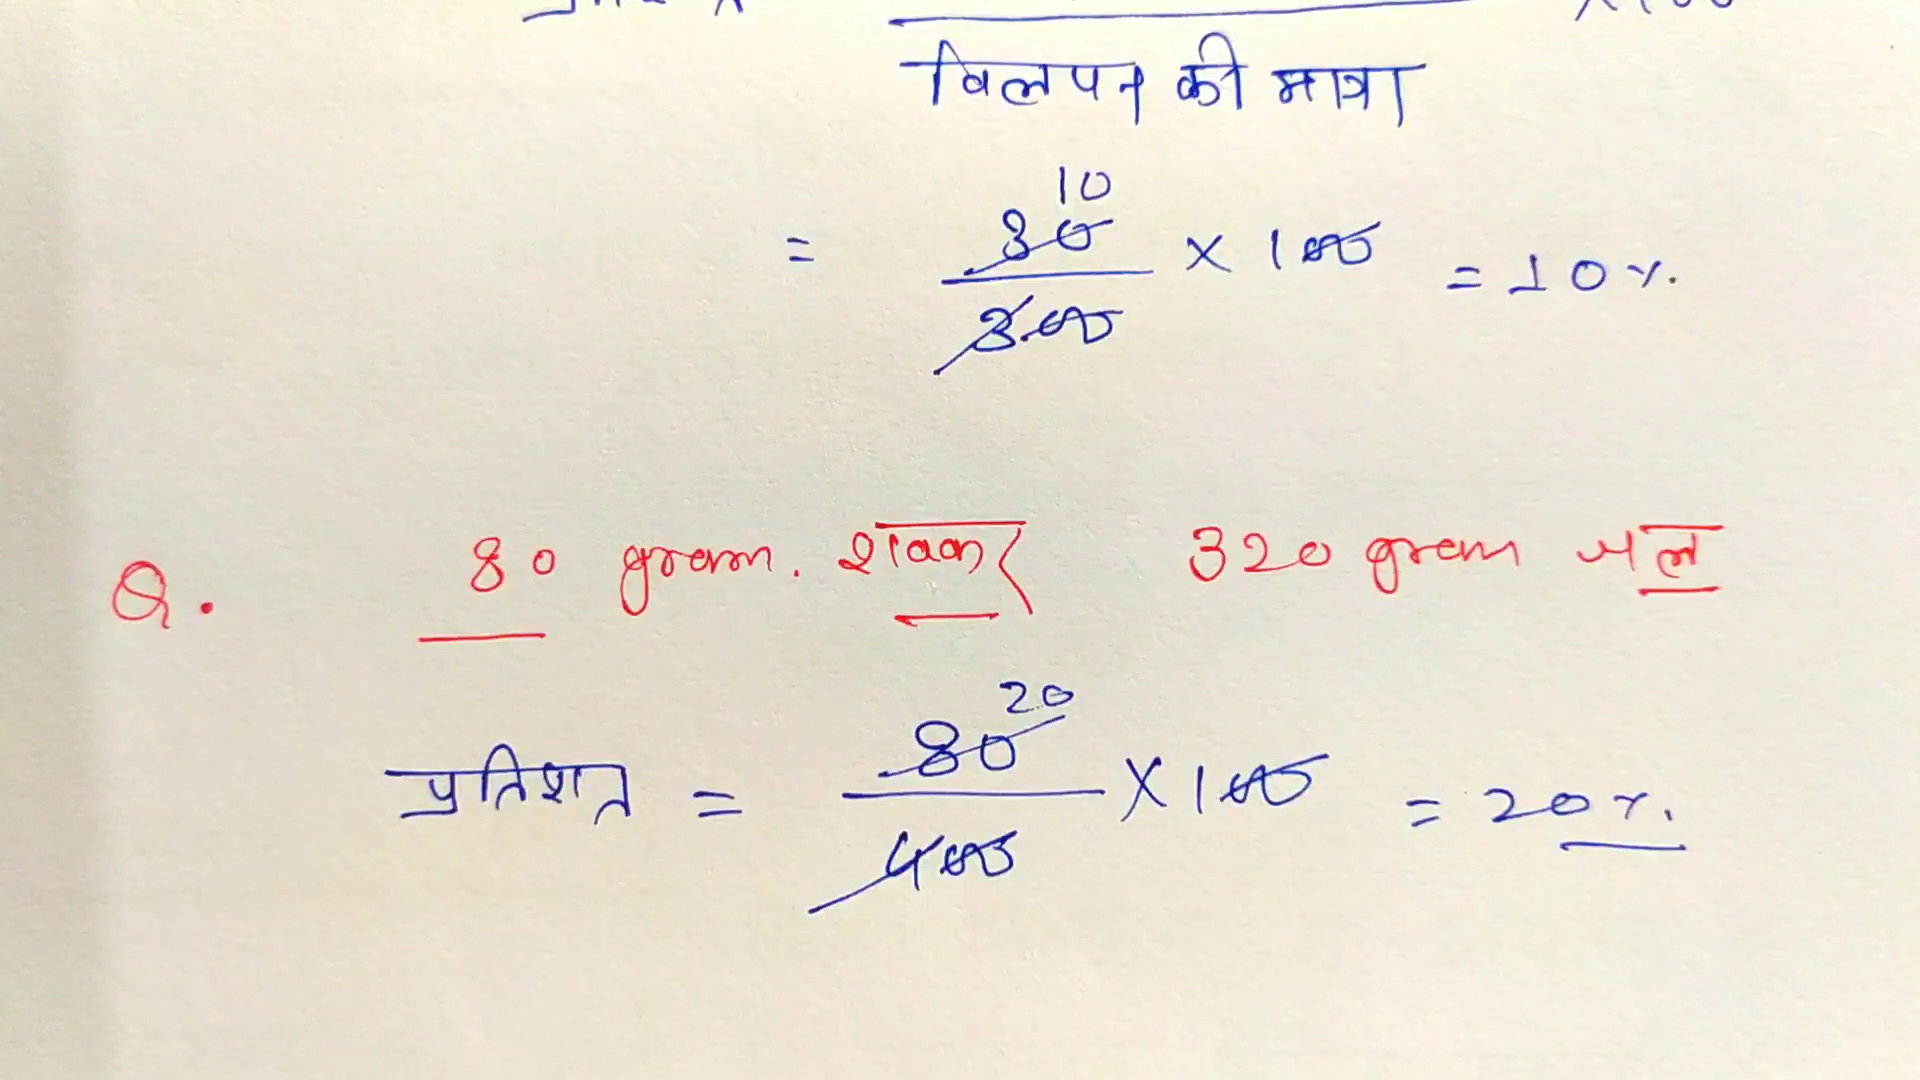 विलयन की मात्रा
= 30/300 × 100 = 10%
10
Q. 80 gram. शक्कर 320 gram जल
20
प्रतिशत = 80/400 × 100 = 20%